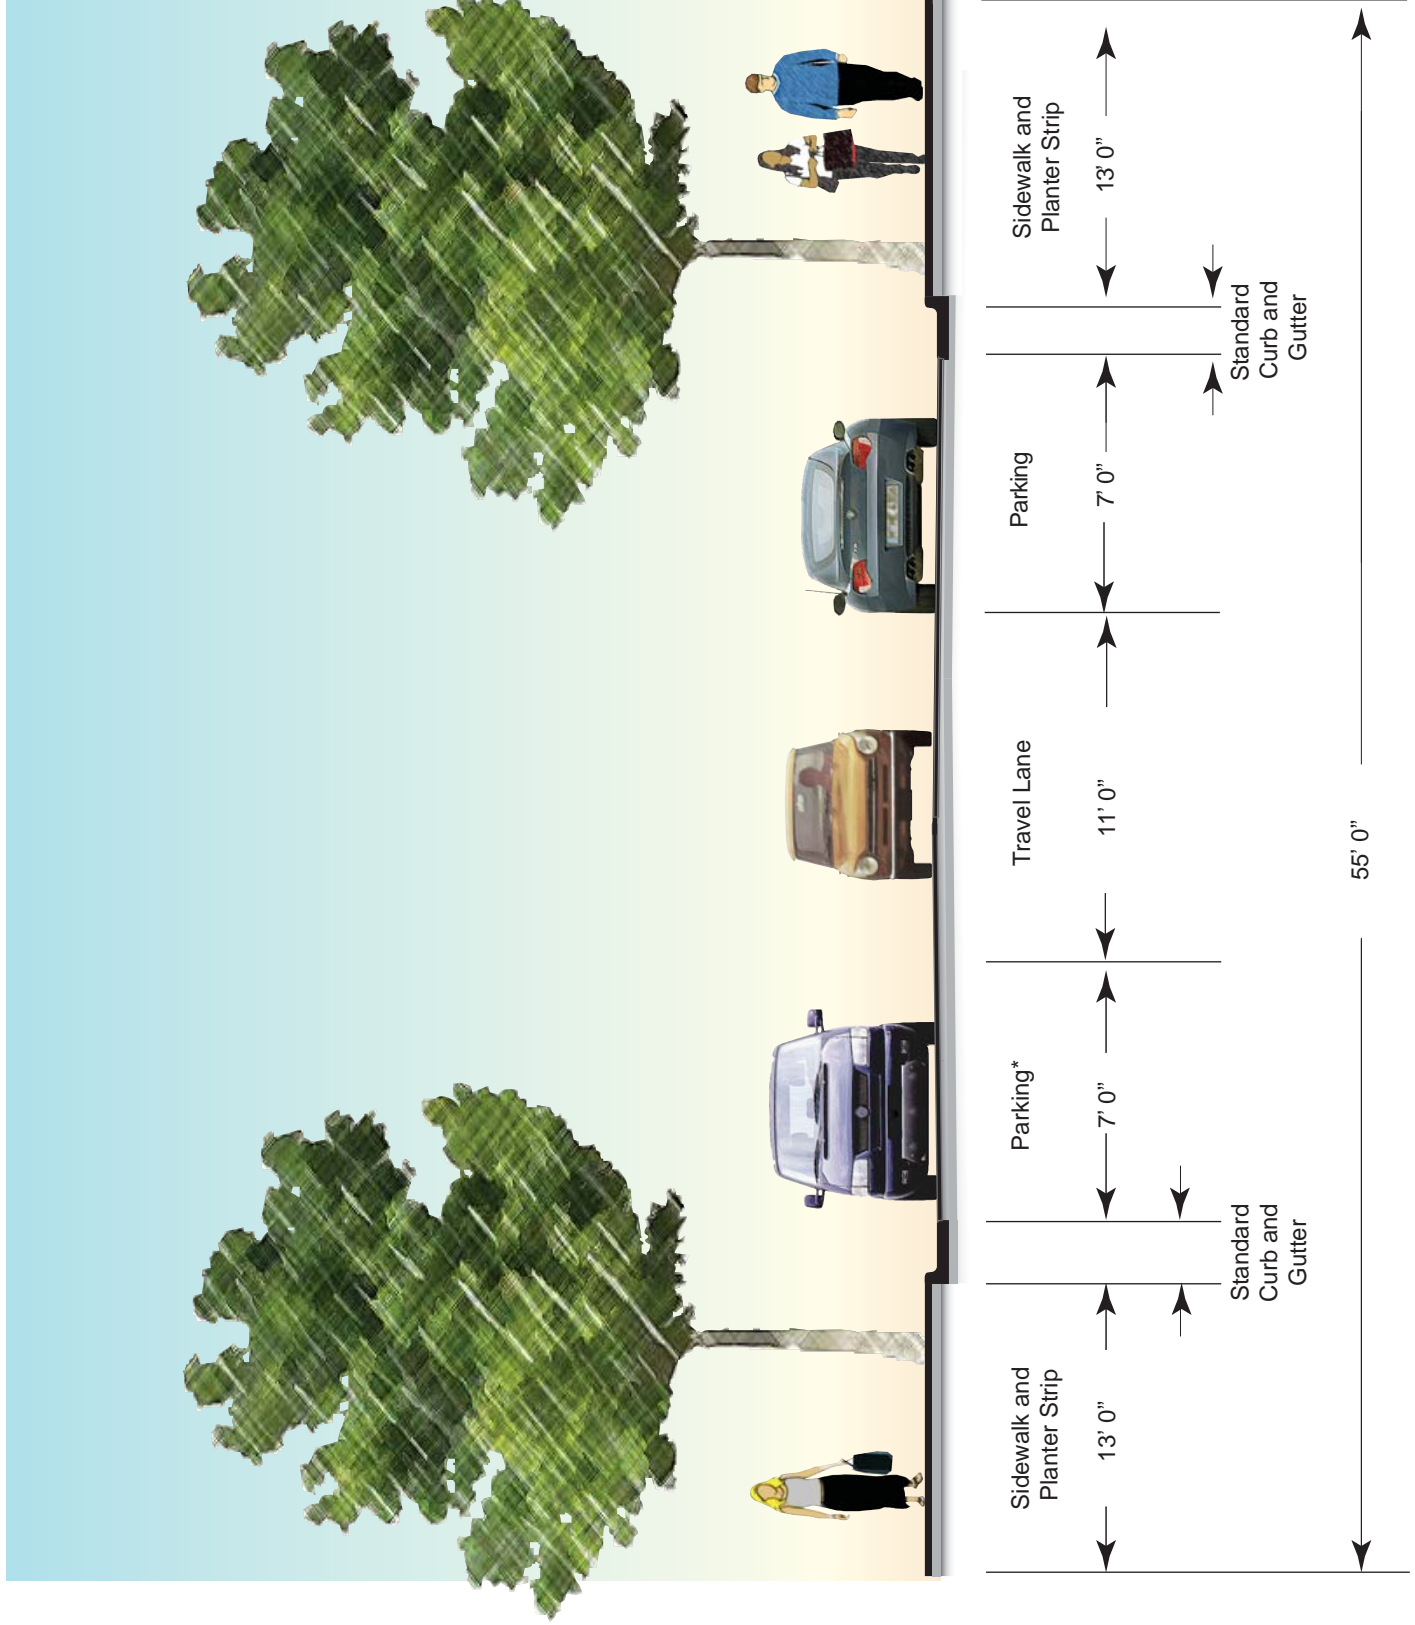 Sidewalk and
Planter Strip
13’ 0”
Standard
Curb and
Gutter
Parking*
7’ 0”
Travel Lane
11’ 0”
Parking
7’ 0”
Standard
Curb and
Gutter
Sidewalk and
Planter Strip
13’ 0”
55’ 0”